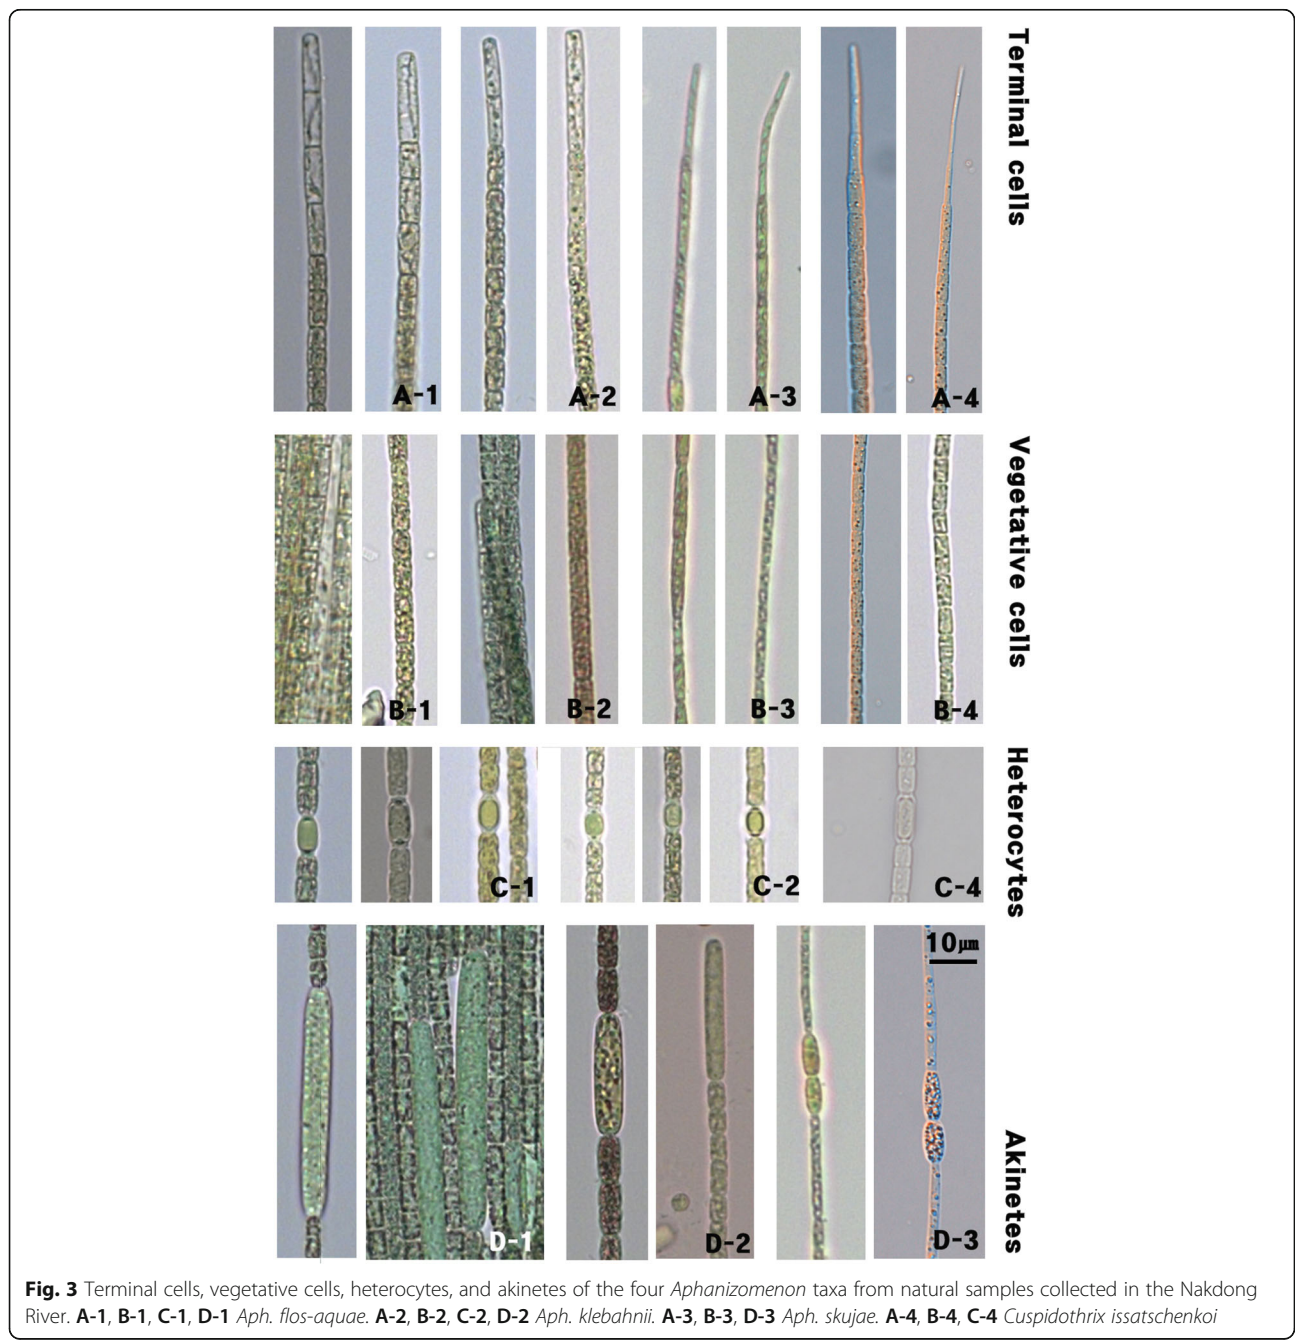 Terminal cells
A-1 A-2 A-3 A-4
Vegetative cells
B-1 B-2 B-3 B-4
Heterocytes
C-1 C-2 C-4
10㎛
Akinetes
D-1 D-2 D-3
Fig. 3 Terminal cells, vegetative cells, heterocytes, and akinetes of the four Aphanizomenon taxa from natural samples collected in the Nakdong
River. A-1, B-1, C-1, D-1 Aph. flos-aquae. A-2, B-2, C-2, D-2 Aph. klebahnii. A-3, B-3, D-3 Aph. skujae. A-4, B-4, C-4 Cuspidothrix issatschenkoi